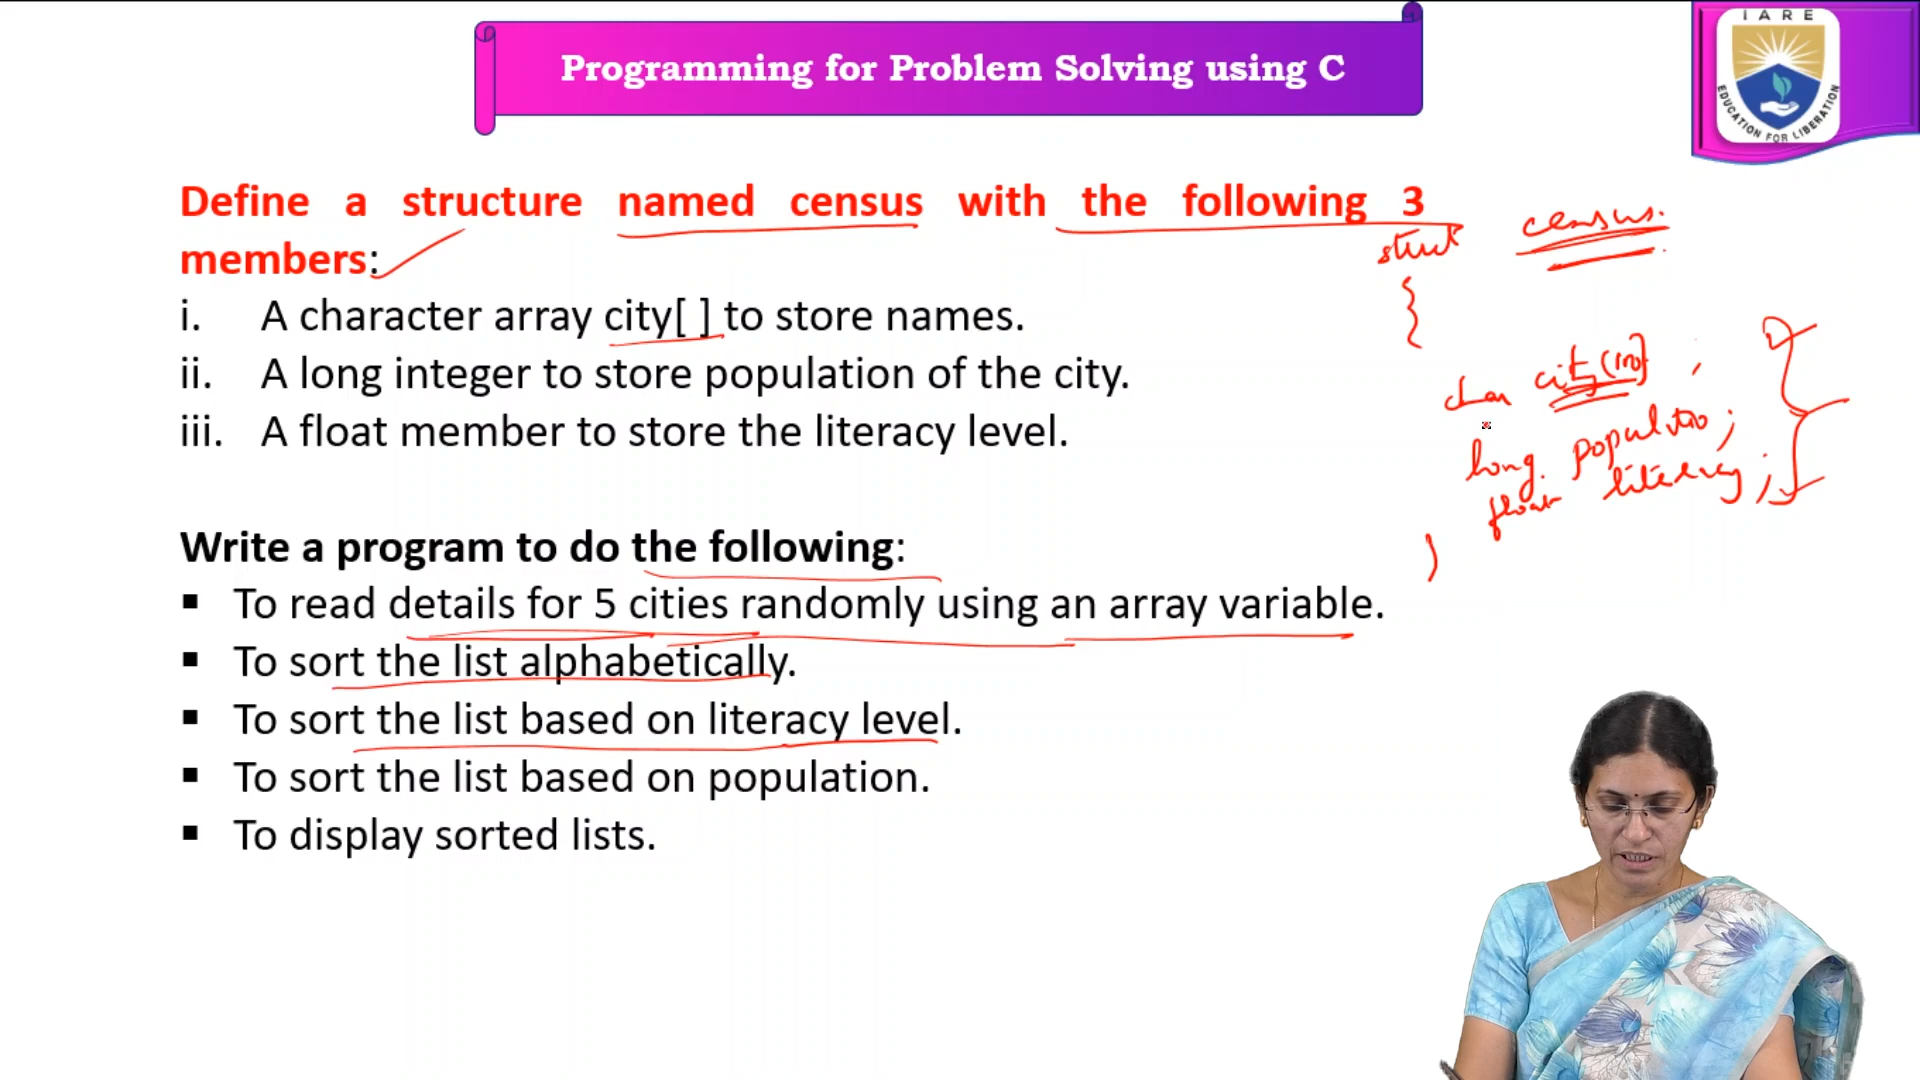 Programming for Problem Solving using C
IARE
EDUCATION FOR LIBERATION
Define a structure named census with the following 3
members:
i. A character array city[ ] to store names.
ii. A long integer to store population of the city.
iii. A float member to store the literacy level.
Write a program to do the following:
▪ To read details for 5 cities randomly using an array variable.
▪ To sort the list alphabetically.
▪ To sort the list based on literacy level.
▪ To sort the list based on population.
▪ To display sorted lists.
struct census.
{
char city
long.
float literacy;
}